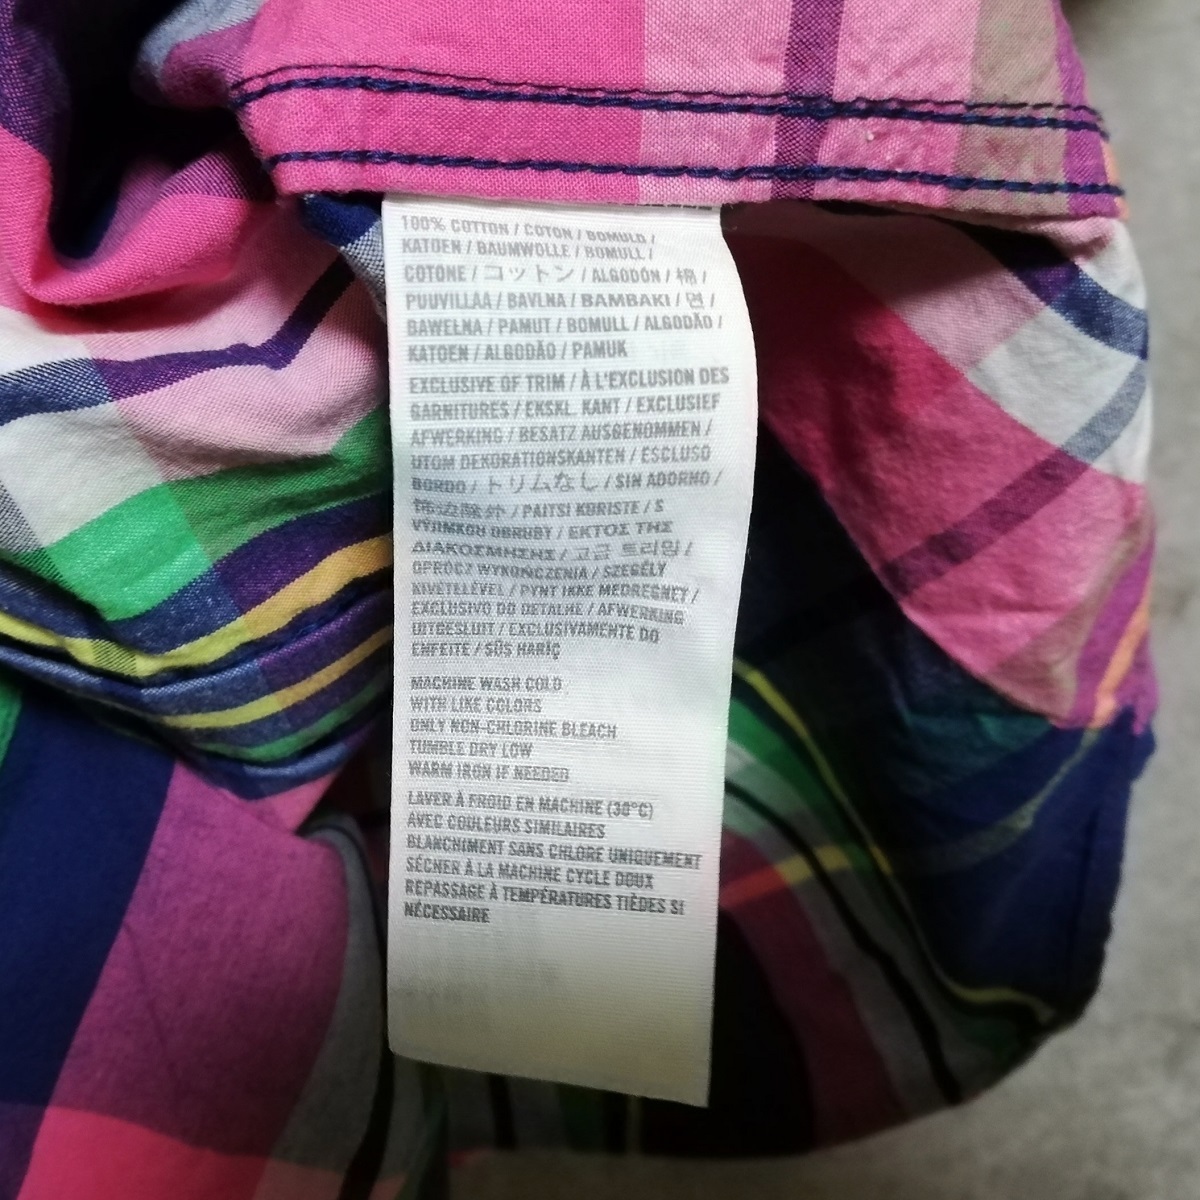 100% COTTON / COTON / BOMULD /
KATOEN / BAUMWOLLE / BOMULL /
COTONE / コットン / ALGODÓN / 棉 /
PUUVILLAA / BAVLNA / BAMBAKI / 면 /
BAWEŁNA / PAMUT / BOMULL / ALGODÃO /
KATOEN / ALGODÃO / PAMUK
EXCLUSIVE OF TRIM / À L'EXCLUSION DES
GARNITURES / EKSKL. KANT / EXCLUSIEF
AFWERKING / BESATZ AUSGENOMMEN /
UTOM DEKORATIONSKANTEN / ESCLUSO
BORDO / トリムなし / SIN ADORNO /
饰边除外 / PAITSI KORISTE / S
VÝJIMKOU OBRUBY / ΕΚΤΟΣ ΤΗΣ
ΔΙΑΚΟΣΜΗΣΗΣ / 고급 트리밍 /
OPRÓCZ WYKOŃCZENIA / SZEGÉLY
KIVÉTELÉVEL / PYNT IKKE MEDREGNET /
EXCLUSIVO DO DETALHE / AFWERKING
UITGESLUIT / EXCLUSIVAMENTE DO
ENFEITE / SÜS HARİÇ
MACHINE WASH COLD
WITH LIKE COLORS
ONLY NON-CHLORINE BLEACH
TUMBLE DRY LOW
WARM IRON IF NEEDED
LAVER À FROID EN MACHINE (30°C)
AVEC COULEURS SIMILAIRES
BLANCHIMENT SANS CHLORE UNIQUEMENT
SÉCHER À LA MACHINE CYCLE DOUX
REPASSAGE À TEMPÉRATURES TIÈDES SI
NÉCESSAIRE